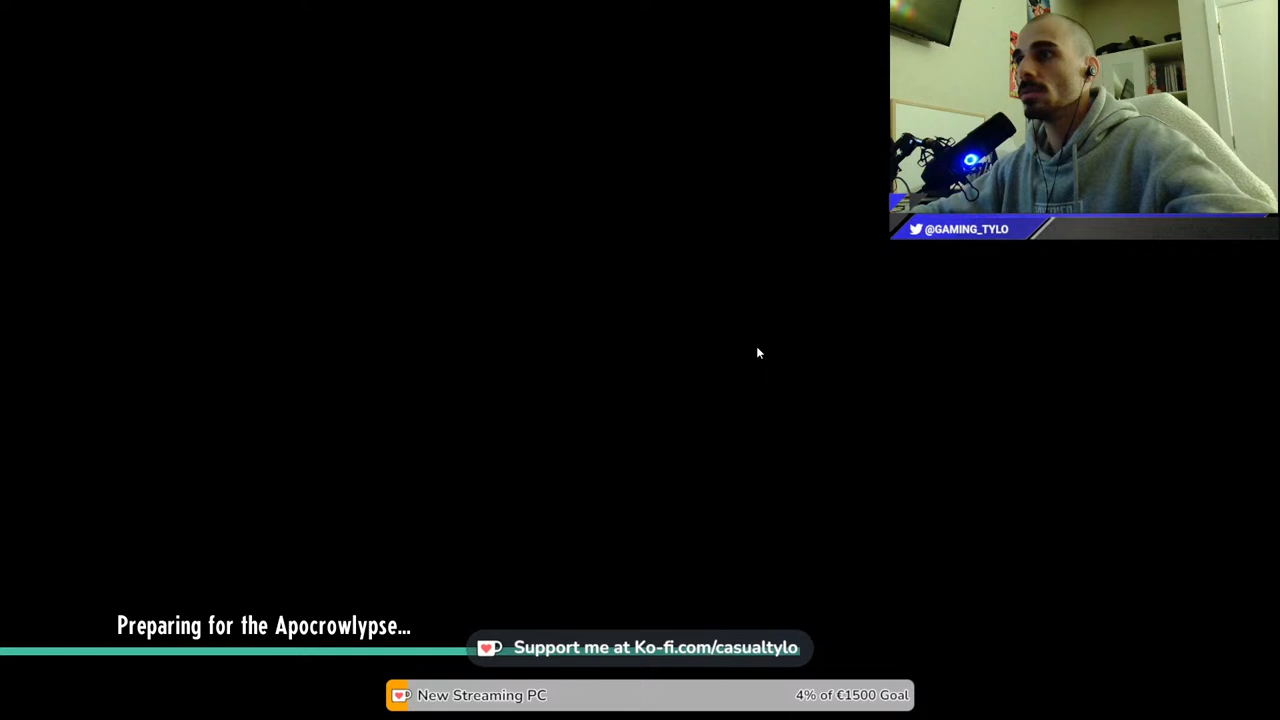 @GAMING_TYLO
Preparing for the Apocrowlypse...
Support me at Ko-fi.com/casualtylo
New Streaming PC 4% of €1500 Goal